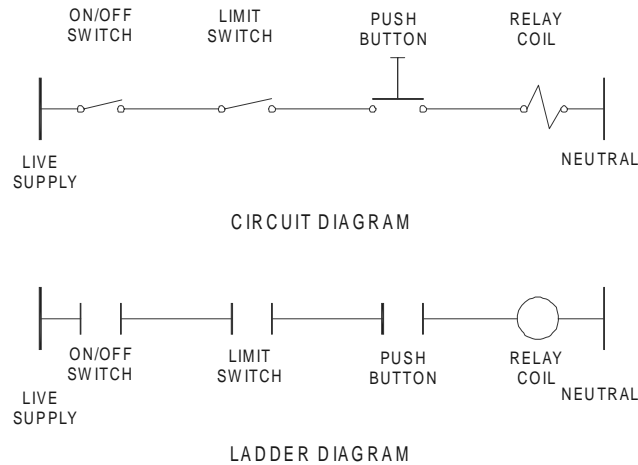 ON/OFF
SWITCH
LIMIT
SWITCH
PUSH
BUTTON
RELAY
COIL
LIVE
SUPPLY
NEUTRAL
CIRCUIT DIAGRAM
ON/OFF
SWITCH
LIMIT
SWITCH
PUSH
BUTTON
RELAY
COIL
LIVE
SUPPLY
NEUTRAL
LADDER DIAGRAM